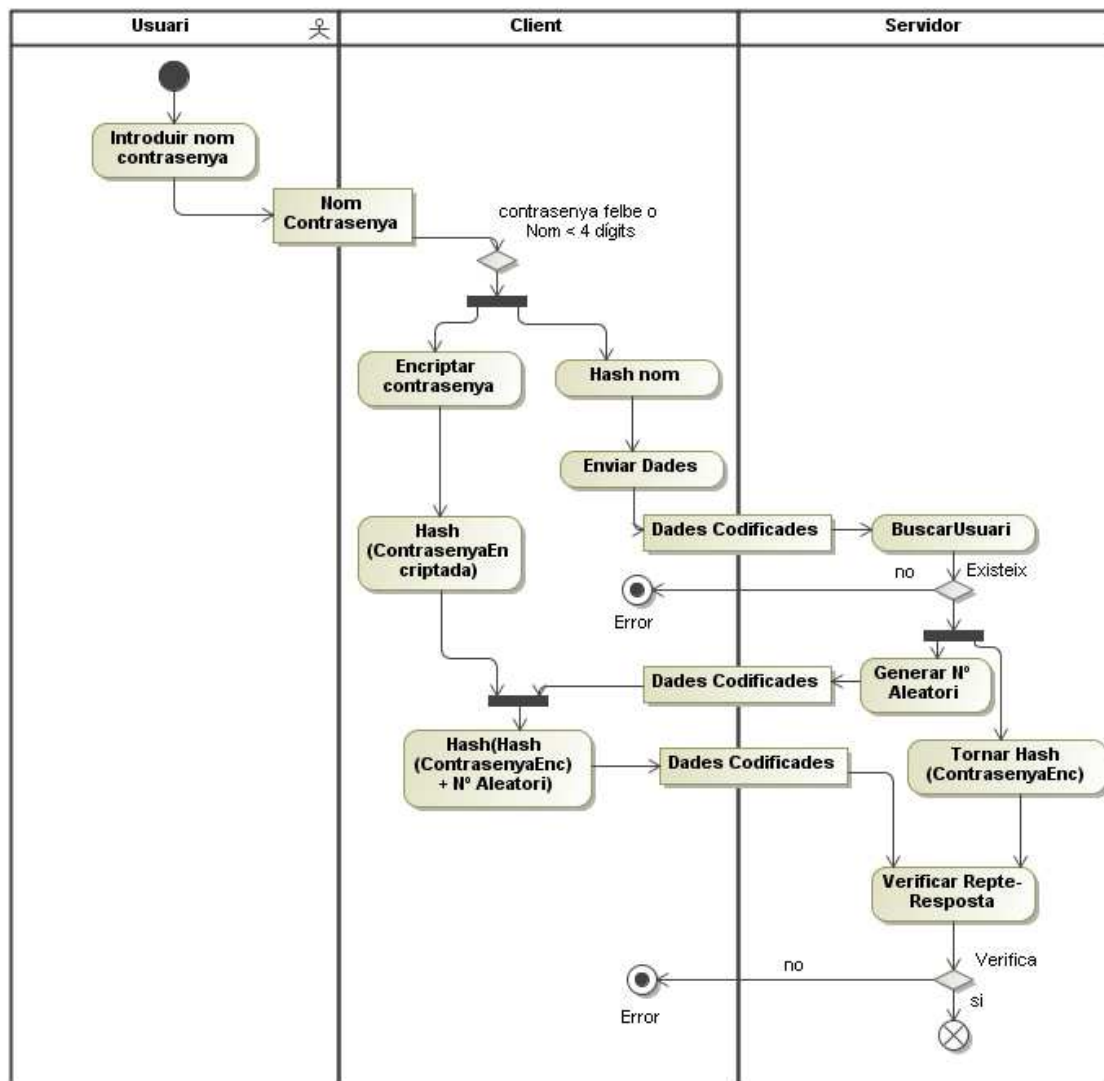 Usuari
Client
Servidor
Introduir nom
contrasenya
Nom
Contrasenya
contrasenya felbe o
Nom < 4 dígits
Encriptar
contrasenya
Hash nom
Enviar Dades
Hash
(ContrasenyaEn
criptada)
Dades Codificades
BuscarUsuari
Existeix
no
Error
Generar Nº
Aleatori
Dades Codificades
Hash(Hash
(ContrasenyaEnc)
+ Nº Aleatori)
Dades Codificades
Tornar Hash
(ContrasenyaEnc)
Verificar Repte-
Resposta
Verifica
no
si
Error